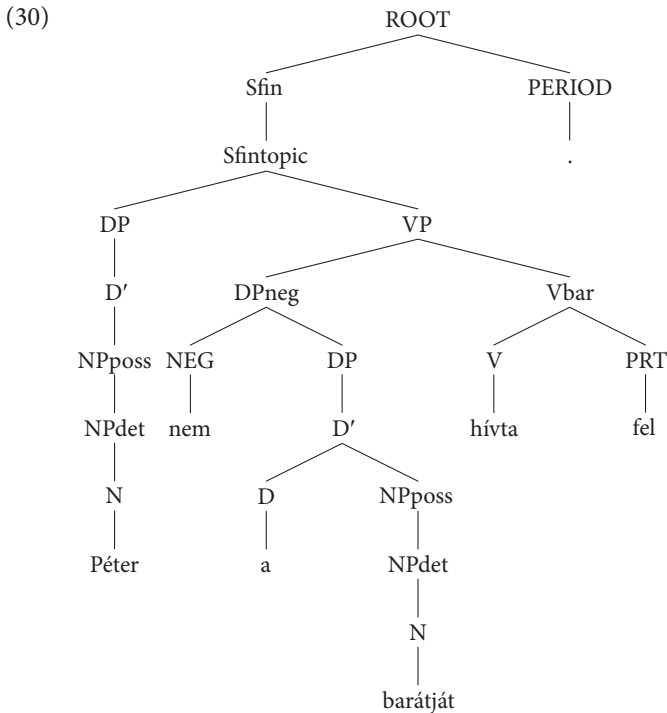 (30) ROOT
Sfin PERIOD
Sfintopic .
DP VP
D′ DPneg Vbar
NPposs NEG DP V PRT
NPdet nem D′ hívta fel
N D NPposs
Péter a NPdet
N
barátját